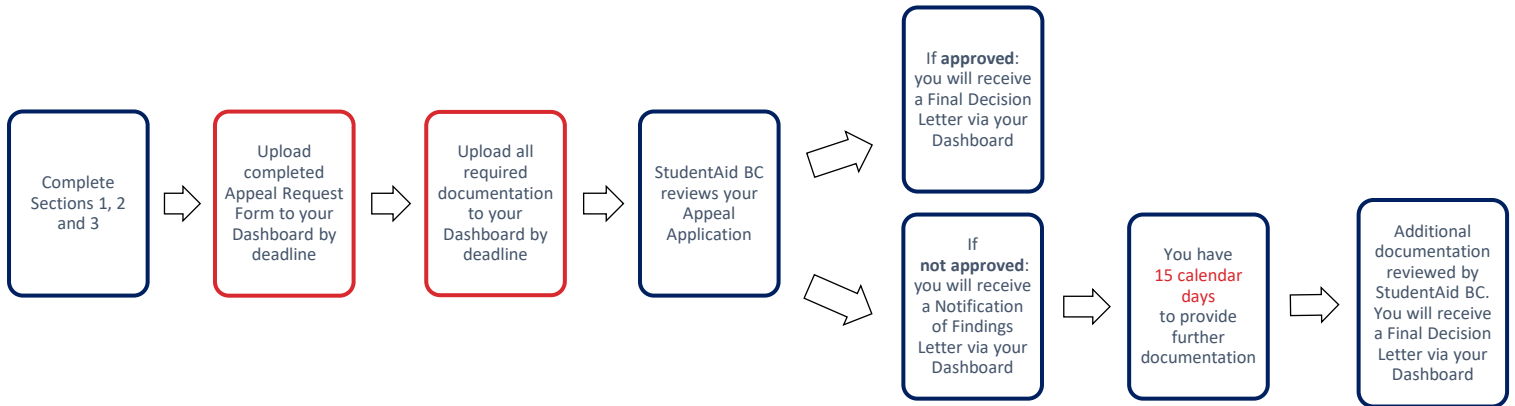 Complete
Sections 1, 2
and 3
Upload
completed
Appeal Request
Form to your
Dashboard by
deadline
Upload all
required
documentation
to your
Dashboard by
deadline
StudentAid BC
reviews your
Appeal
Application
If approved:
you will receive
a Final Decision
Letter via your
Dashboard
If
not approved:
you will receive
a Notification
of Findings
Letter via your
Dashboard
You have
15 calendar
days
to provide
further
documentation
Additional
documentation
reviewed by
StudentAid BC.
You will receive
a Final Decision
Letter via your
Dashboard